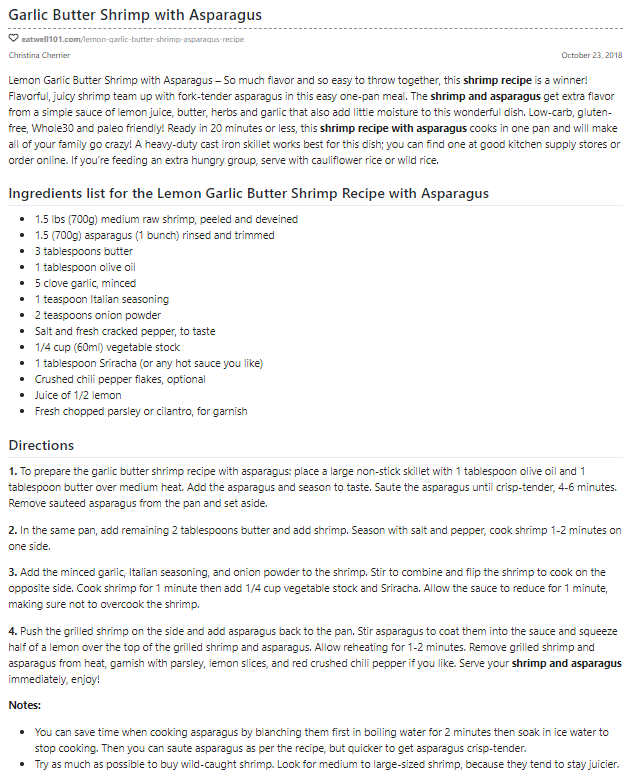 Garlic Butter Shrimp with Asparagus
eatwell101.com/lemon-garlic-butter-shrimp-asparagus-recipe
Christina Cherrier
October 23, 2018
Lemon Garlic Butter Shrimp with Asparagus – So much flavor and so easy to throw together, this shrimp recipe is a winner!
Flavorful, juicy shrimp team up with fork-tender asparagus in this easy one-pan meal. The shrimp and asparagus get extra flavor
from a simple sauce of lemon juice, butter, herbs and garlic that also add little moisture to this wonderful dish. Low-carb, gluten-
free, Whole30 and paleo friendly! Ready in 20 minutes or less, this shrimp recipe with asparagus cooks in one pan and will make
all of your family go crazy! A heavy-duty cast iron skillet works best for this dish; you can find one at good kitchen supply stores or
order online. If you're feeding an extra hungry group, serve with cauliflower rice or wild rice.
Ingredients list for the Lemon Garlic Butter Shrimp Recipe with Asparagus
• 1.5 lbs (700g) medium raw shrimp, peeled and deveined
• 1.5 (700g) asparagus (1 bunch) rinsed and trimmed
• 3 tablespoons butter
• 1 tablespoon olive oil
• 5 clove garlic, minced
• 1 teaspoon Italian seasoning
• 2 teaspoons onion powder
• Salt and fresh cracked pepper, to taste
• 1/4 cup (60ml) vegetable stock
• 1 tablespoon Sriracha (or any hot sauce you like)
• Crushed chili pepper flakes, optional
• Juice of 1/2 lemon
• Fresh chopped parsley or cilantro, for garnish
Directions
1. To prepare the garlic butter shrimp recipe with asparagus: place a large non-stick skillet with 1 tablespoon olive oil and 1
tablespoon butter over medium heat. Add the asparagus and season to taste. Saute the asparagus until crisp-tender, 4-6 minutes.
Remove sauteed asparagus from the pan and set aside.
2. In the same pan, add remaining 2 tablespoons butter and add shrimp. Season with salt and pepper, cook shrimp 1-2 minutes on
one side.
3. Add the minced garlic, Italian seasoning, and onion powder to the shrimp. Stir to combine and flip the shrimp to cook on the
opposite side. Cook shrimp for 1 minute then add 1/4 cup vegetable stock and Sriracha. Allow the sauce to reduce for 1 minute,
making sure not to overcook the shrimp.
4. Push the grilled shrimp on the side and add asparagus back to the pan. Stir asparagus to coat them into the sauce and squeeze
half of a lemon over the top of the grilled shrimp and asparagus. Allow reheating for 1-2 minutes. Remove grilled shrimp and
asparagus from heat, garnish with parsley, lemon slices, and red crushed chili pepper if you like. Serve your shrimp and asparagus
immediately, enjoy!
Notes:
• You can save time when cooking asparagus by blanching them first in boiling water for 2 minutes then soak in ice water to
stop cooking. Then you can saute asparagus as per the recipe, but quicker to get asparagus crisp-tender.
• Try as much as possible to buy wild-caught shrimp. Look for medium to large-sized shrimp, because they tend to stay juicier.